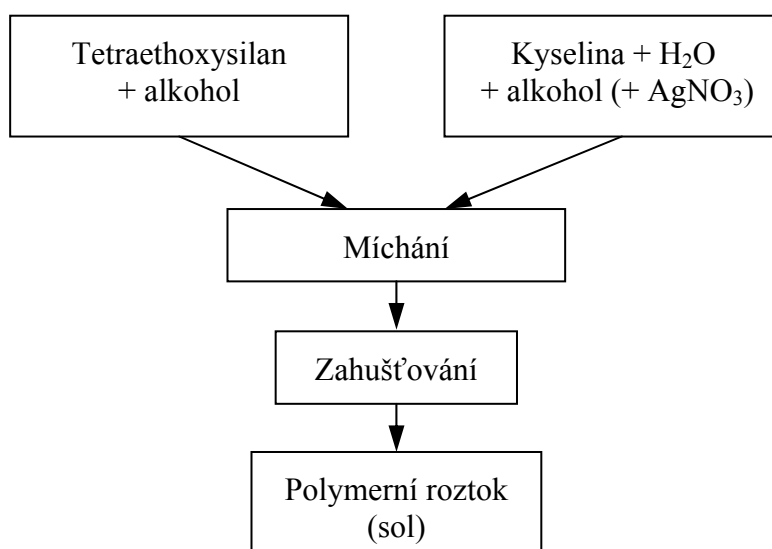 Tetraethoxysilan
+ alkohol
Kyselina + H₂O
+ alkohol (+ AgNO₃)
Míchání
Zahušťování
Polymerní roztok
(sol)